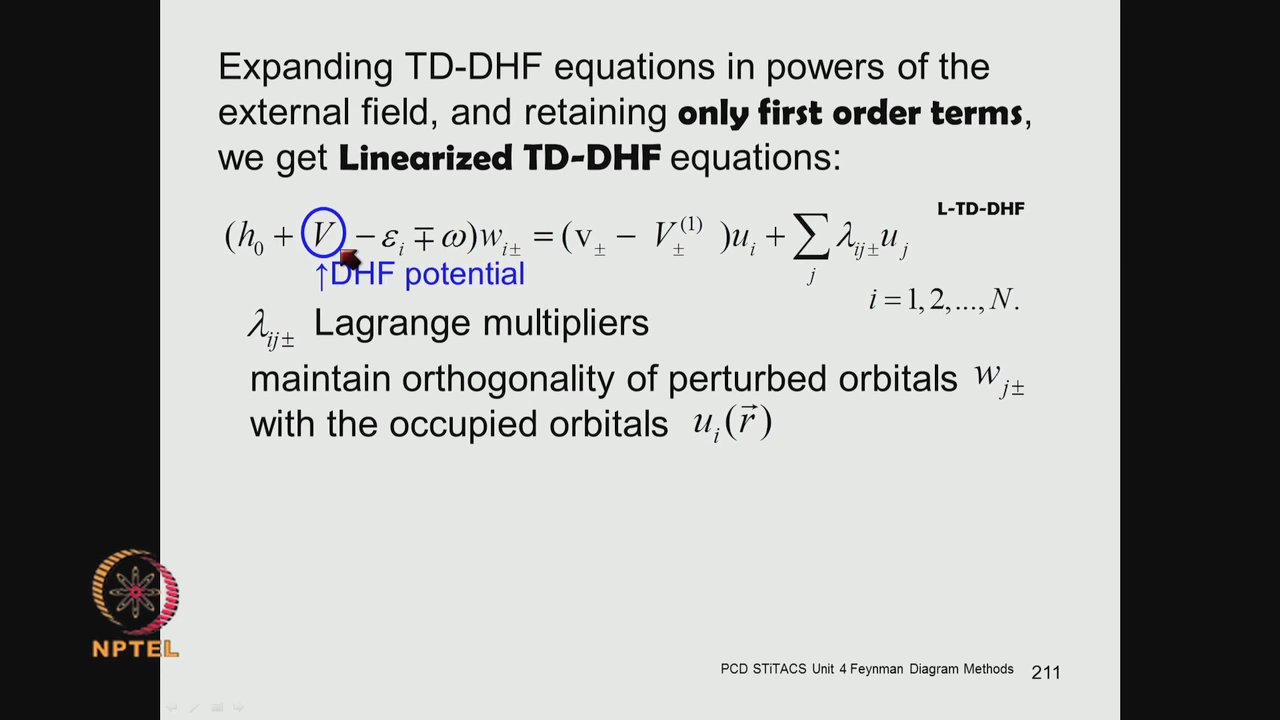 Expanding TD-DHF equations in powers of the
external field, and retaining only first order terms,
we get Linearized TD-DHF equations:
L-TD-DHF
(h₀ + V − εᵢ ∓ ω)wᵢ± = (v± − V±⁽¹⁾)uᵢ + ∑ⱼ λᵢⱼ±uⱼ
↑DHF potential
i = 1, 2, ..., N.
λᵢⱼ± Lagrange multipliers
maintain orthogonality of perturbed orbitals wⱼ±
with the occupied orbitals uᵢ(r⃗)
NPTEL
PCD STiTACS Unit 4 Feynman Diagram Methods 211